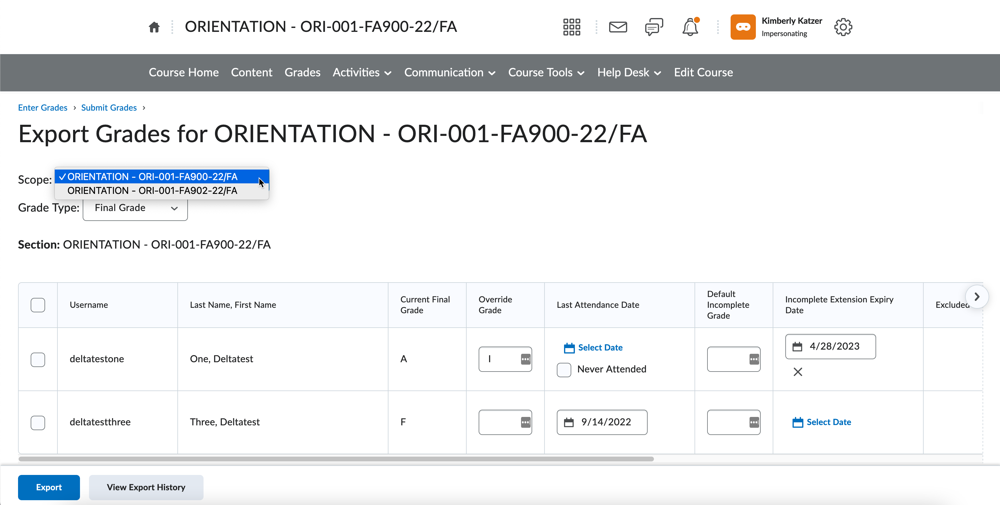 ORIENTATION - ORI-001-FA900-22/FA
Kimberly Katzer
Impersonating
Course Home Content Grades Activities Communication Course Tools Help Desk Edit Course
Enter Grades › Submit Grades ›
Export Grades for ORIENTATION - ORI-001-FA900-22/FA
Scope: ✓ORIENTATION - ORI-001-FA900-22/FA
ORIENTATION - ORI-001-FA902-22/FA
Grade Type: Final Grade
Section: ORIENTATION - ORI-001-FA900-22/FA
Username
Last Name, First Name
Current Final
Grade
Override
Grade
Last Attendance Date
Default
Incomplete
Grade
Incomplete Extension Expiry
Date
Excluded
deltatestone
One, Deltatest
A
I
Select Date
Never Attended
4/28/2023
deltatestthree
Three, Deltatest
F
9/14/2022
Select Date
Export
View Export History